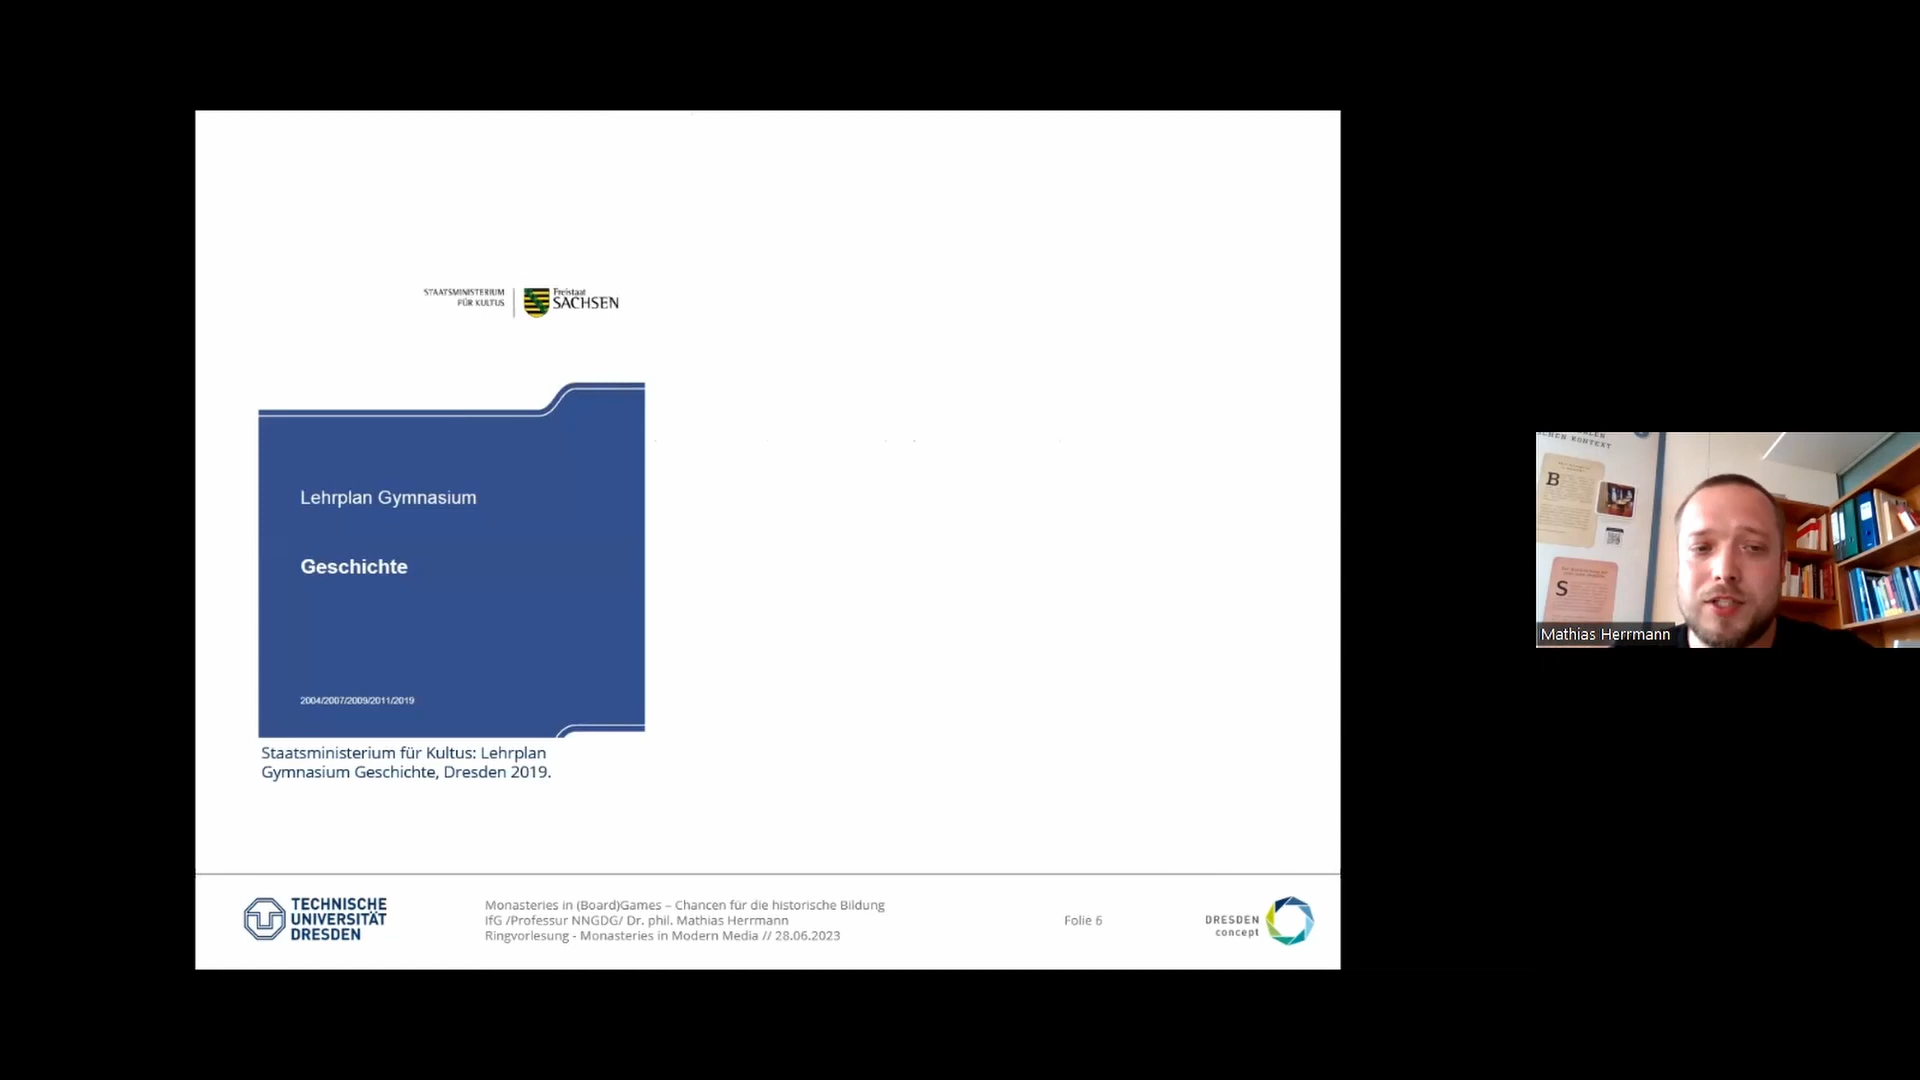 STAATSMINISTERIUM
FÜR KULTUS
Freistaat
SACHSEN
Lehrplan Gymnasium
Geschichte
2004/2007/2009/2011/2019
Staatsministerium für Kultus: Lehrplan
Gymnasium Geschichte, Dresden 2019.
TECHNISCHE
UNIVERSITÄT
DRESDEN
Monasteries in (Board)Games – Chancen für die historische Bildung
IfG /Professur NNGDG/ Dr. phil. Mathias Herrmann
Ringvorlesung - Monasteries in Modern Media // 28.06.2023
Folie 6
DRESDEN
concept
KONTEXT
B
S
Mathias Herrmann